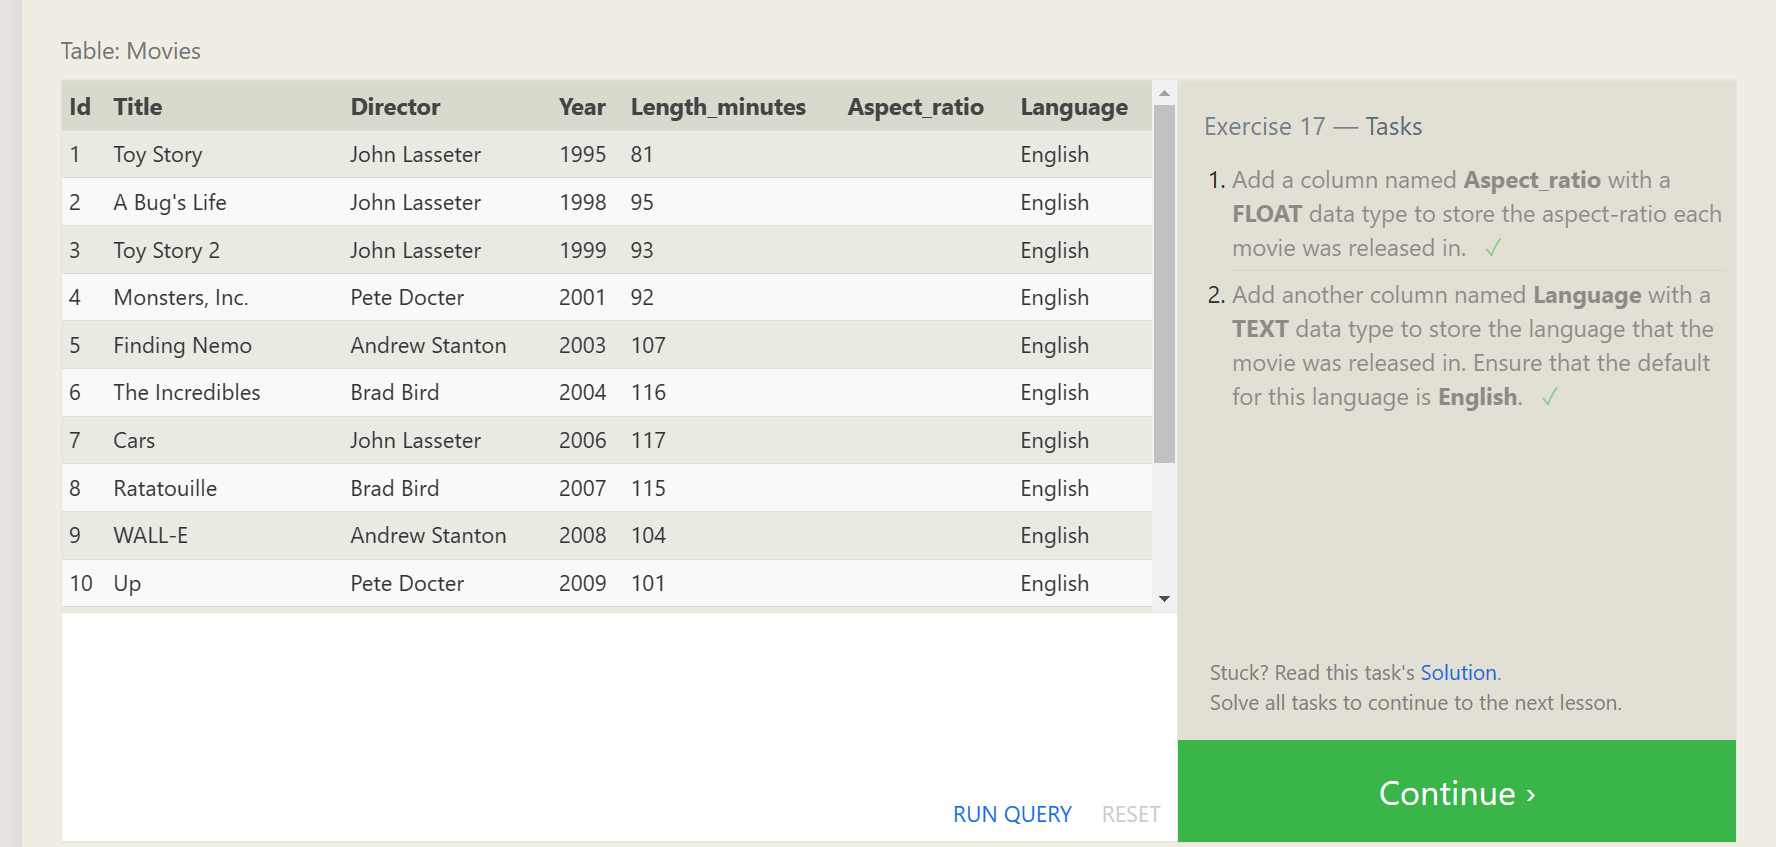 Table: Movies
Id Title Director Year Length_minutes Aspect_ratio Language
1 Toy Story John Lasseter 1995 81 English
2 A Bug's Life John Lasseter 1998 95 English
3 Toy Story 2 John Lasseter 1999 93 English
4 Monsters, Inc. Pete Docter 2001 92 English
5 Finding Nemo Andrew Stanton 2003 107 English
6 The Incredibles Brad Bird 2004 116 English
7 Cars John Lasseter 2006 117 English
8 Ratatouille Brad Bird 2007 115 English
9 WALL-E Andrew Stanton 2008 104 English
10 Up Pete Docter 2009 101 English
RUN QUERY RESET
Exercise 17 — Tasks
1. Add a column named Aspect_ratio with a
FLOAT data type to store the aspect-ratio each
movie was released in. ✓
2. Add another column named Language with a
TEXT data type to store the language that the
movie was released in. Ensure that the default
for this language is English. ✓
Stuck? Read this task's Solution.
Solve all tasks to continue to the next lesson.
Continue ›